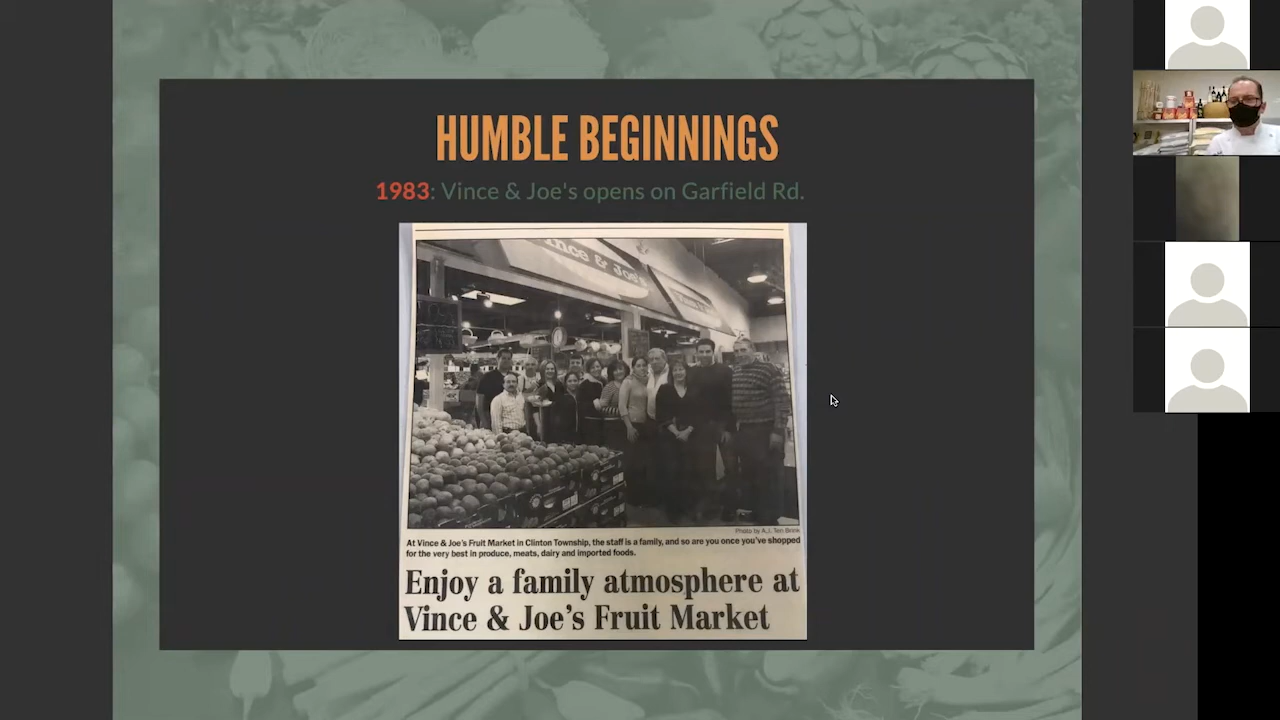 HUMBLE BEGINNINGS
1983: Vince & Joe's opens on Garfield Rd.
Vince & Joe's
Photo by A.J. Ten Brink
At Vince & Joe's Fruit Market in Clinton Township, the staff is a family, and so are you once you've shopped
for the very best in produce, meats, dairy and imported foods.
Enjoy a family atmosphere at
Vince & Joe's Fruit Market